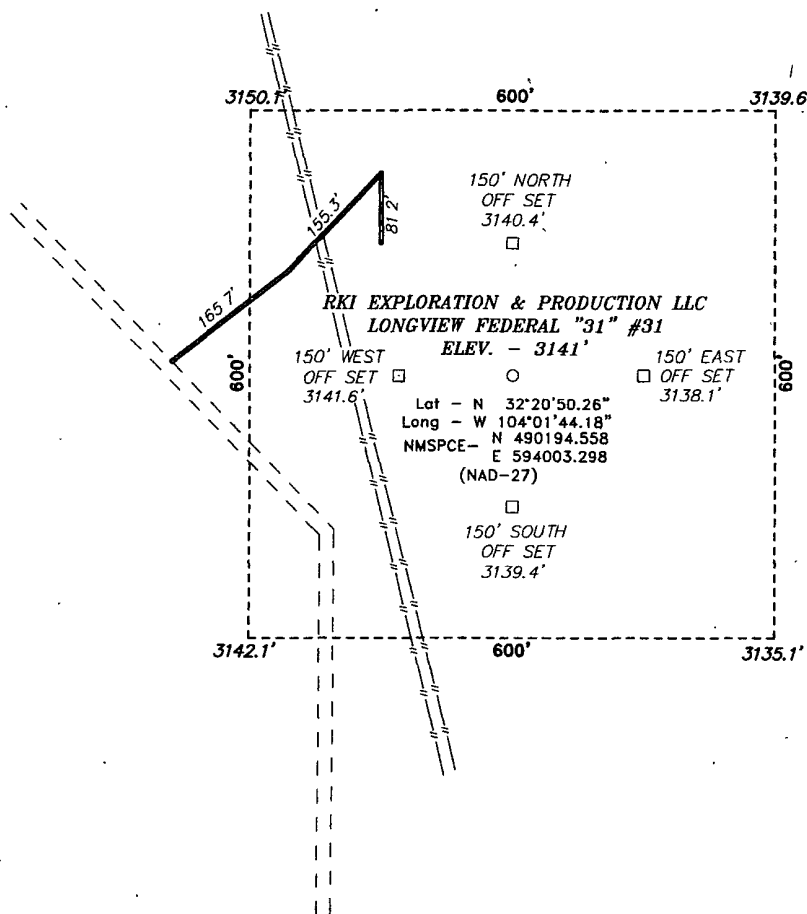 3150.1'
600'
3139.6
150' NORTH
OFF SET
3140.4'
81.2'
155.3'
165.7'
RKI EXPLORATION & PRODUCTION LLC
LONGVIEW FEDERAL "31" #31
ELEV. - 3141'
600'
150' WEST
OFF SET
3141.6'
150' EAST
OFF SET
3138.1'
600'
Lat - N 32°20'50.26"
Long - W 104°01'44.18"
NMSPCE- N 490194.558
E 594003.298
(NAD-27)
150' SOUTH
OFF SET
3139.4'
3142.1'
600'
3135.1'